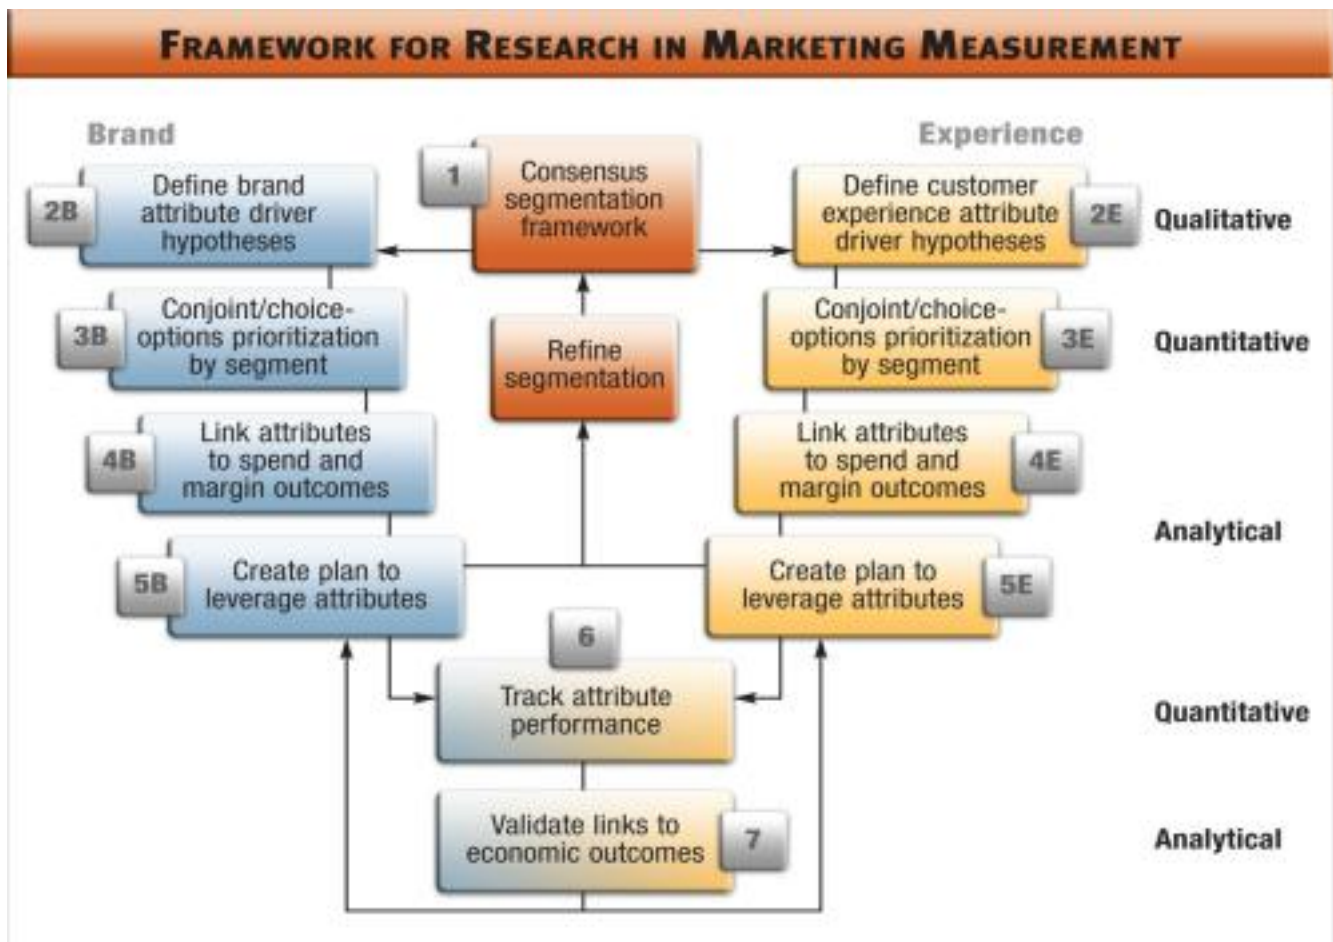 FRAMEWORK FOR RESEARCH IN MARKETING MEASUREMENT
Brand
Experience
1
Consensus
segmentation
framework
2B
Define brand
attribute driver
hypotheses
Define customer
experience attribute
driver hypotheses
2E
Qualitative
3B
Conjoint/choice-
options prioritization
by segment
Refine
segmentation
Conjoint/choice-
options prioritization
by segment
3E
Quantitative
4B
Link attributes
to spend and
margin outcomes
Link attributes
to spend and
margin outcomes
4E
Analytical
5B
Create plan to
leverage attributes
Create plan to
leverage attributes
5E
6
Track attribute
performance
Quantitative
Validate links to
economic outcomes
7
Analytical